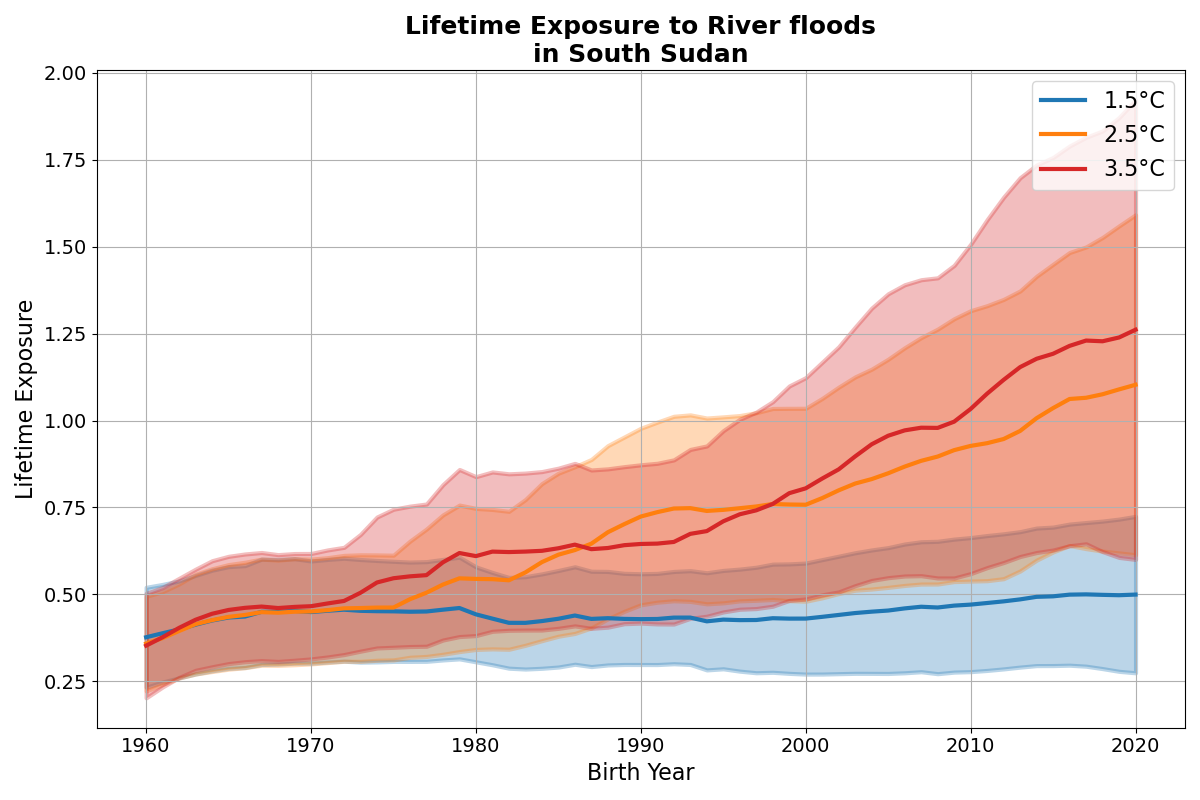 Lifetime Exposure to River floods
in South Sudan
1.5°C
2.5°C
3.5°C
Lifetime Exposure
2.00
1.75
1.50
1.25
1.00
0.75
0.50
0.25
1960 1970 1980 1990 2000 2010 2020
Birth Year